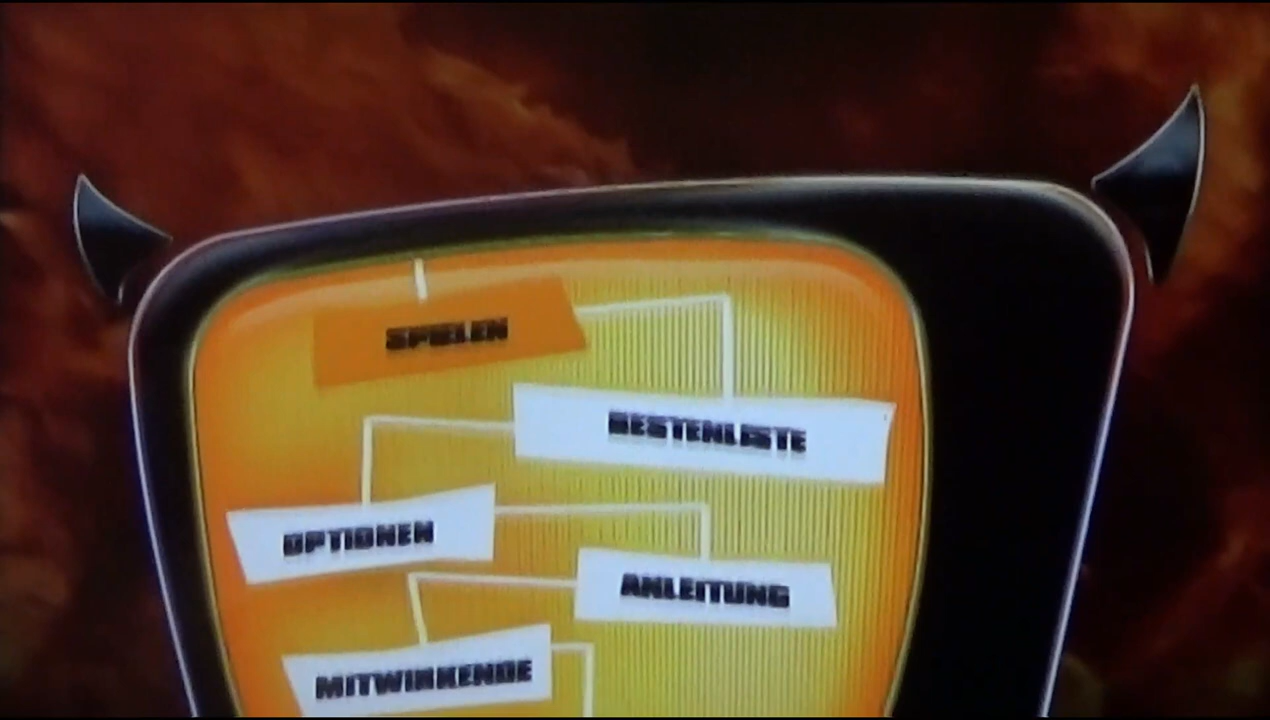 SPIELEN
BESTENLISTE
OPTIONEN
ANLEITUNG
MITWIRKENDE